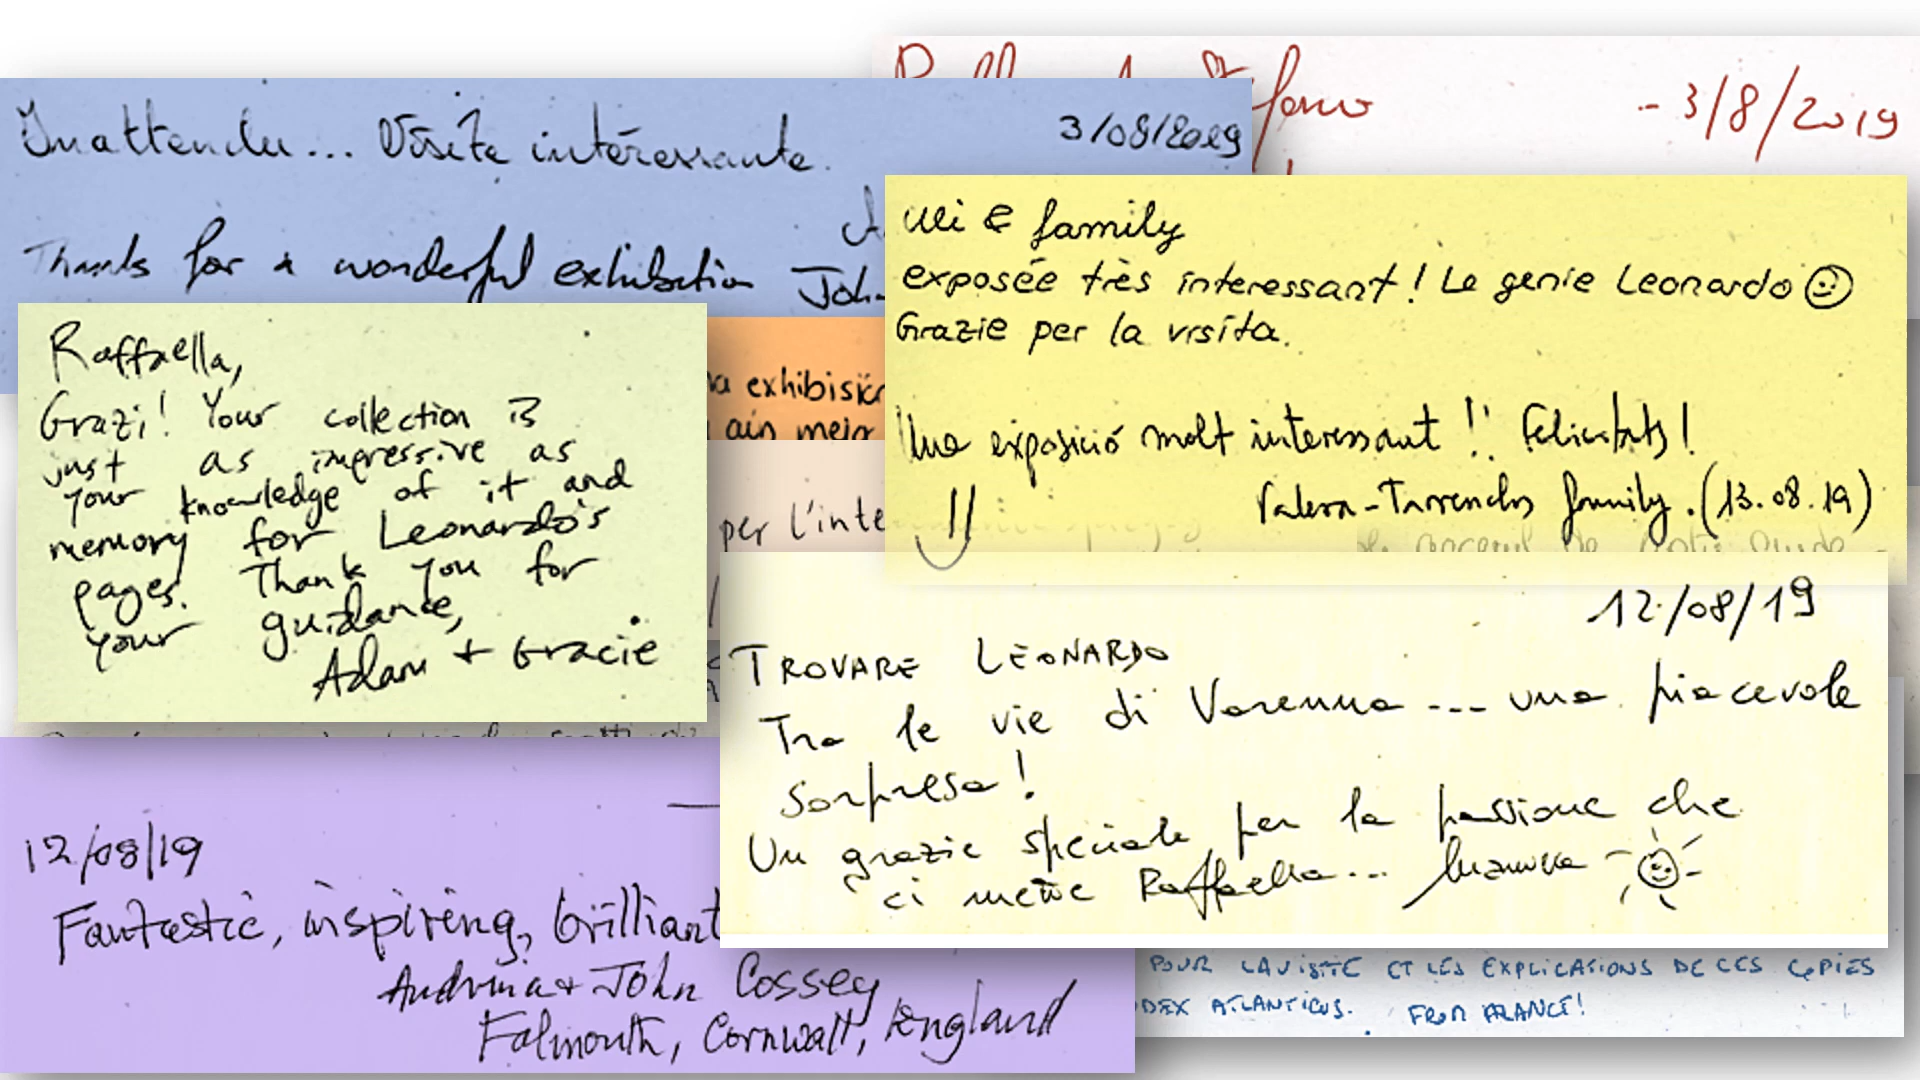 - 3/8/2019
Inattendu... Visite intéressante.
3/08/2019
Thanks for a wonderful exhibition
Raffaella,
Grazi! Your collection is
just as impressive as
your knowledge of it and
memory for Leonardo's
pages. Thank you for
your guidance,
Adam + Gracie
exhibisi
per l'inte
& family
exposée très interessant! Le genie Leonardo
Grazie per la visita.
Una exposició molt interessant!! Felicitats!
family. (13.08.19)
12/08/19
TROVARE LEONARDO
Tra le vie di Varenna --- una piacevole
sorpresa!
Un grazie speciale per la passione che
ci mette Raffaella...
12/08/19
Fantastic, inspiring, brilliant
+ John Cossey
Falmouth, Cornwall, England
POUR LA VISITE ET LES EXPLICATIONS DE CES COPIES
DEX ATLANTICUS. FROM FRANCE!